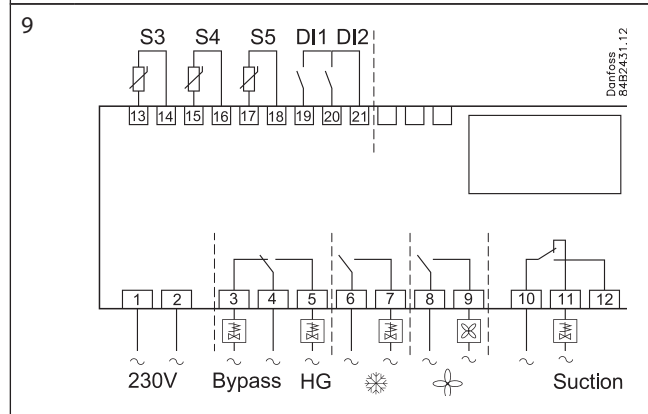 9
S3 S4 S5 DI1 DI2
Danfoss
84B2431.12
13 14 15 16 17 18 19 20 21
1 2 3 4 5 6 7 8 9 10 11 12
230V Bypass HG Suction